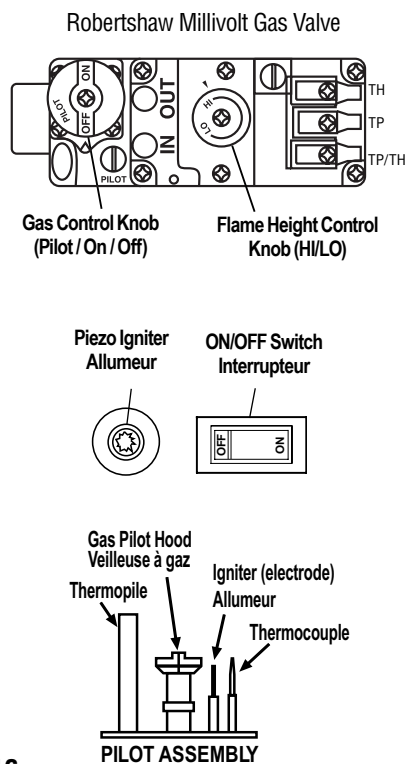 Robertshaw Millivolt Gas Valve
PILOT
ON
OFF
OUT
IN
PILOT
HI
LO
TH
TP
TP/TH
Gas Control Knob
(Pilot / On / Off)
Flame Height Control
Knob (HI/LO)
Piezo Igniter
Allumeur
ON/OFF Switch
Interrupteur
OFF
ON
Gas Pilot Hood
Veilleuse à gaz
Thermopile
Igniter (electrode)
Allumeur
Thermocouple
PILOT ASSEMBLY